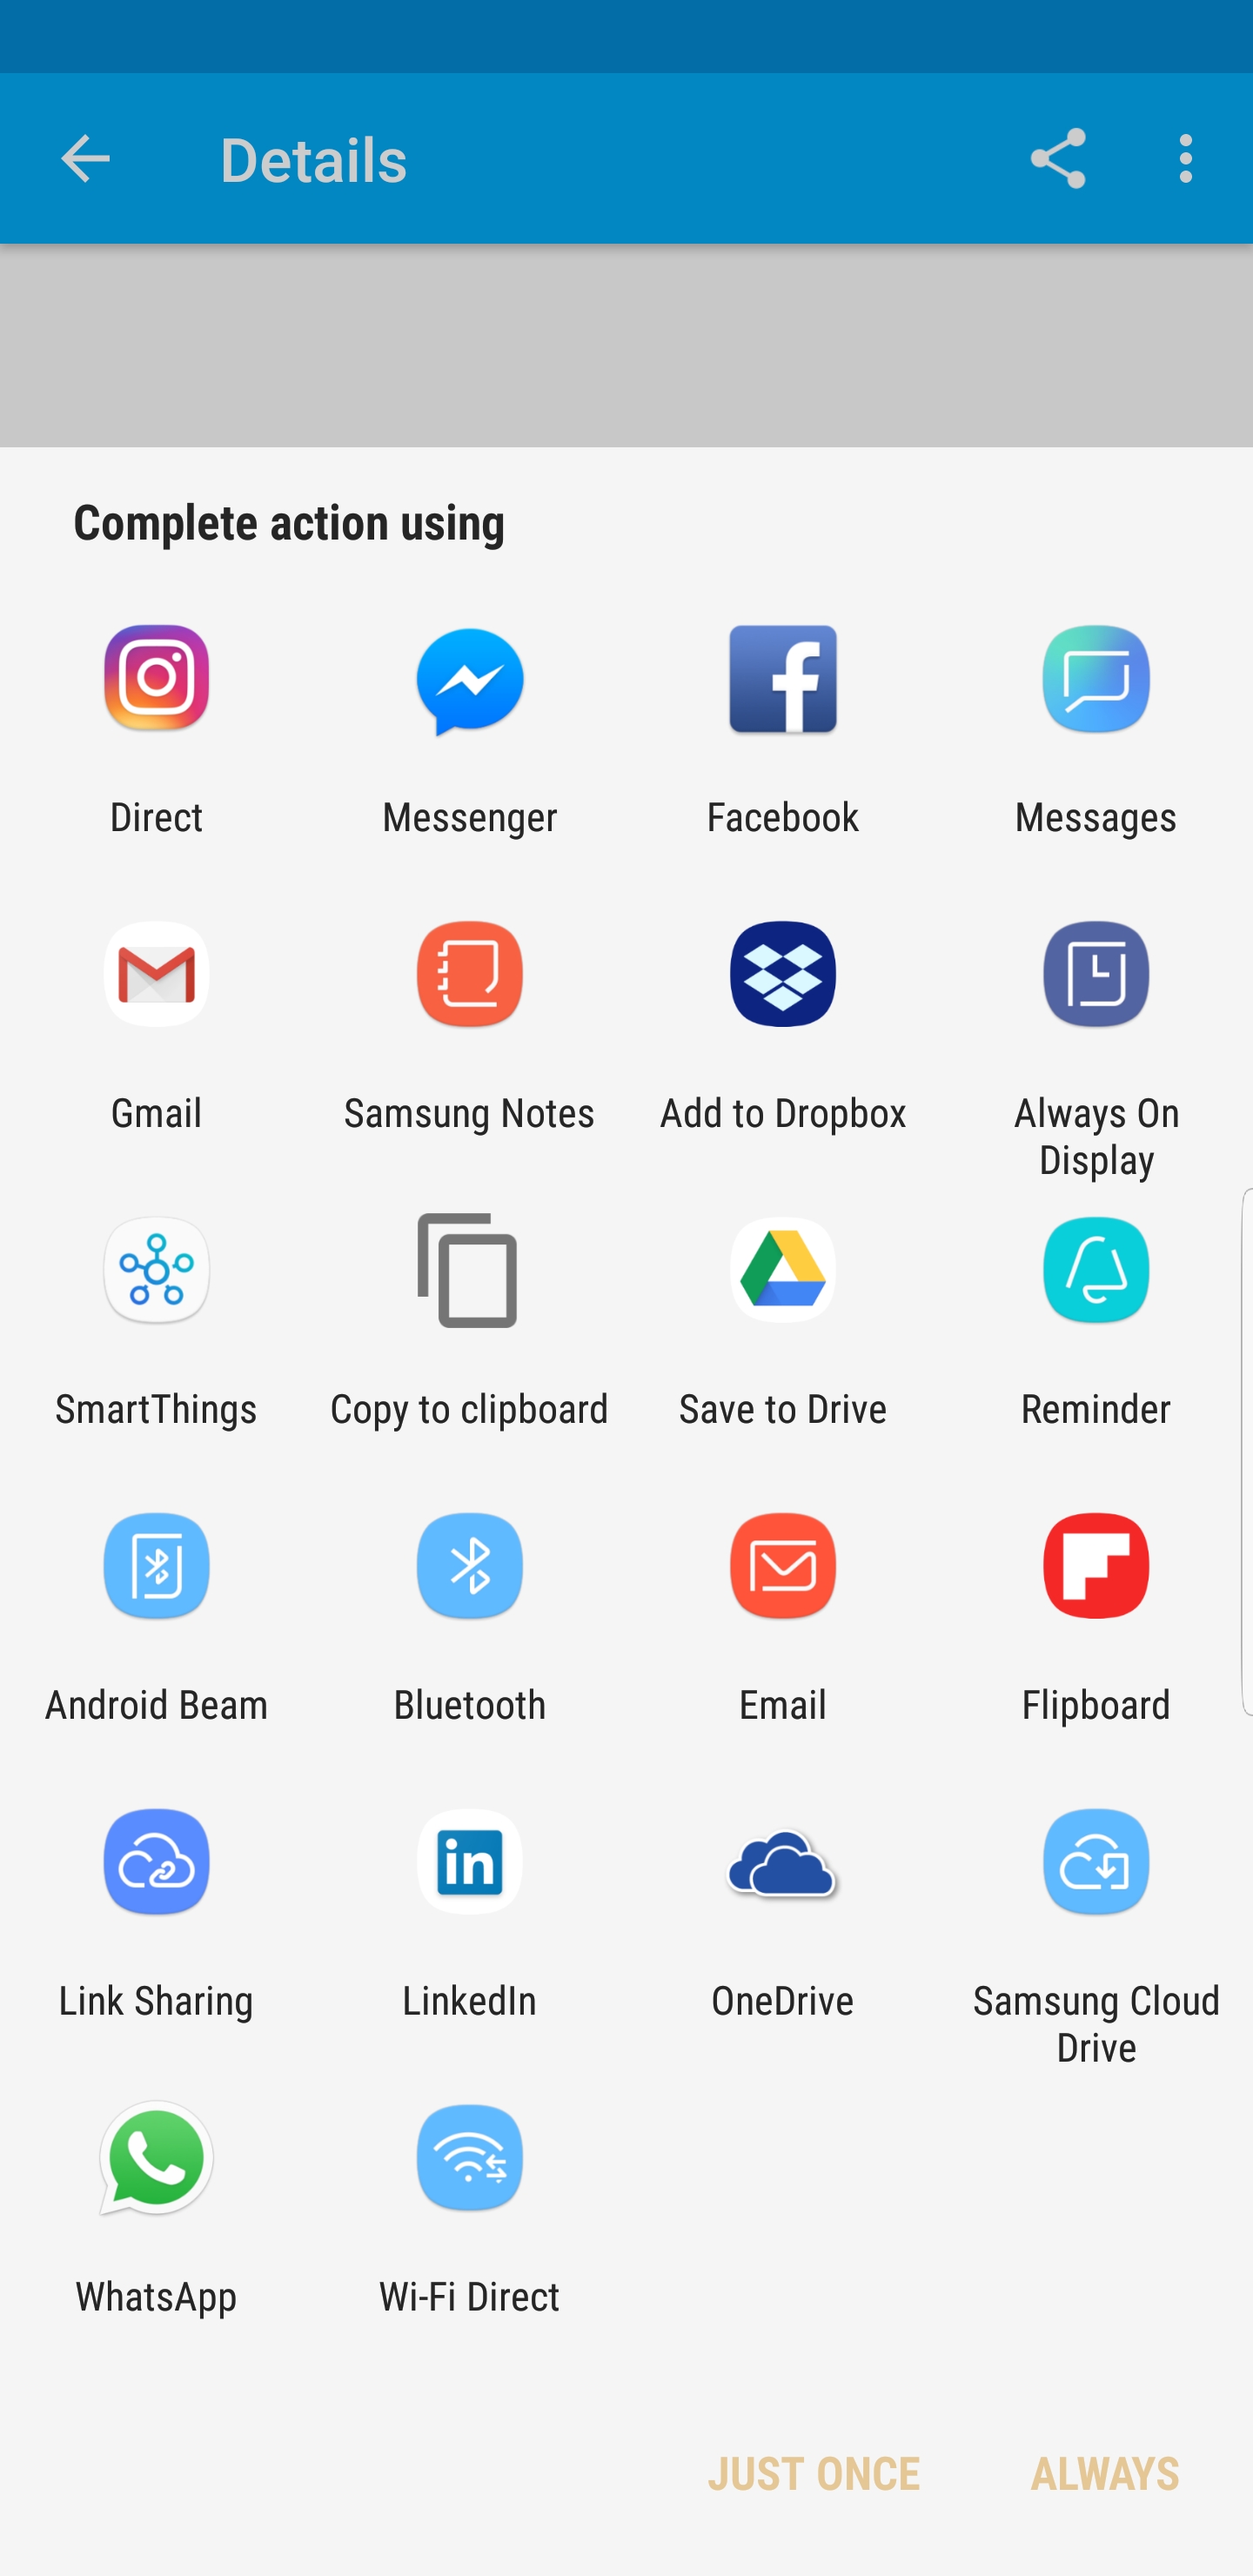 Details
Complete action using
Direct
Messenger
Facebook
Messages
Gmail
Samsung Notes
Add to Dropbox
Always On
Display
SmartThings
Copy to clipboard
Save to Drive
Reminder
Android Beam
Bluetooth
Email
Flipboard
Link Sharing
LinkedIn
OneDrive
Samsung Cloud
Drive
WhatsApp
Wi-Fi Direct
JUST ONCE
ALWAYS